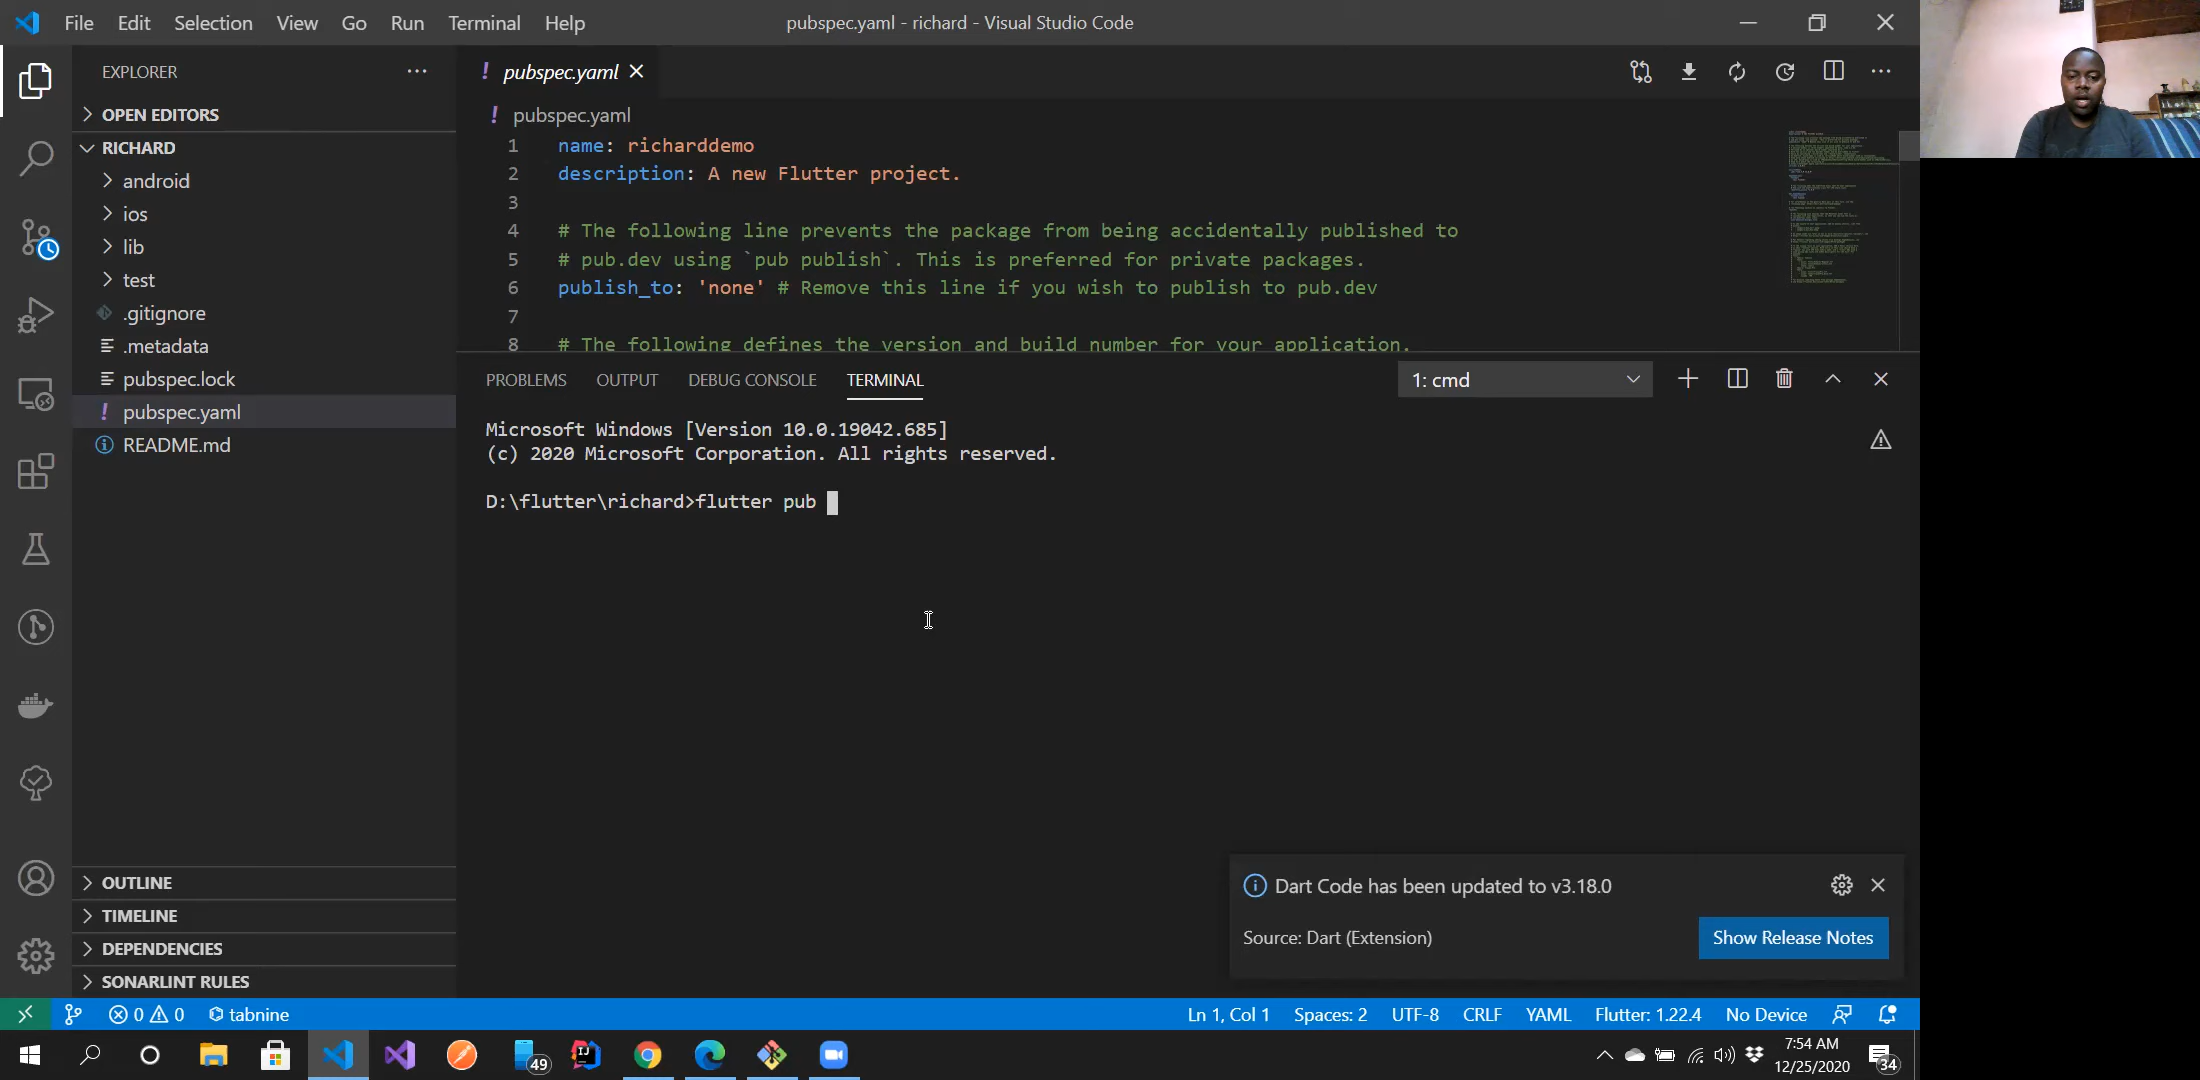 File Edit Selection View Go Run Terminal Help
pubspec.yaml - richard - Visual Studio Code
EXPLORER
OPEN EDITORS
RICHARD
android
ios
lib
test
.gitignore
.metadata
pubspec.lock
! pubspec.yaml
README.md
OUTLINE
TIMELINE
DEPENDENCIES
SONARLINT RULES
! pubspec.yaml
! pubspec.yaml
1 name: richarddemo
2 description: A new Flutter project.
3
4 # The following line prevents the package from being accidentally published to
5 # pub.dev using `pub publish`. This is preferred for private packages.
6 publish_to: 'none' # Remove this line if you wish to publish to pub.dev
7
8 # The following defines the version and build number for your application.
PROBLEMS OUTPUT DEBUG CONSOLE TERMINAL
1: cmd
Microsoft Windows [Version 10.0.19042.685]
(c) 2020 Microsoft Corporation. All rights reserved.
D:\flutter\richard>flutter pub
Dart Code has been updated to v3.18.0
Source: Dart (Extension)
Show Release Notes
0 0 tabnine
Ln 1, Col 1 Spaces: 2 UTF-8 CRLF YAML Flutter: 1.22.4 No Device
49
IJ
7:54 AM
12/25/2020
34